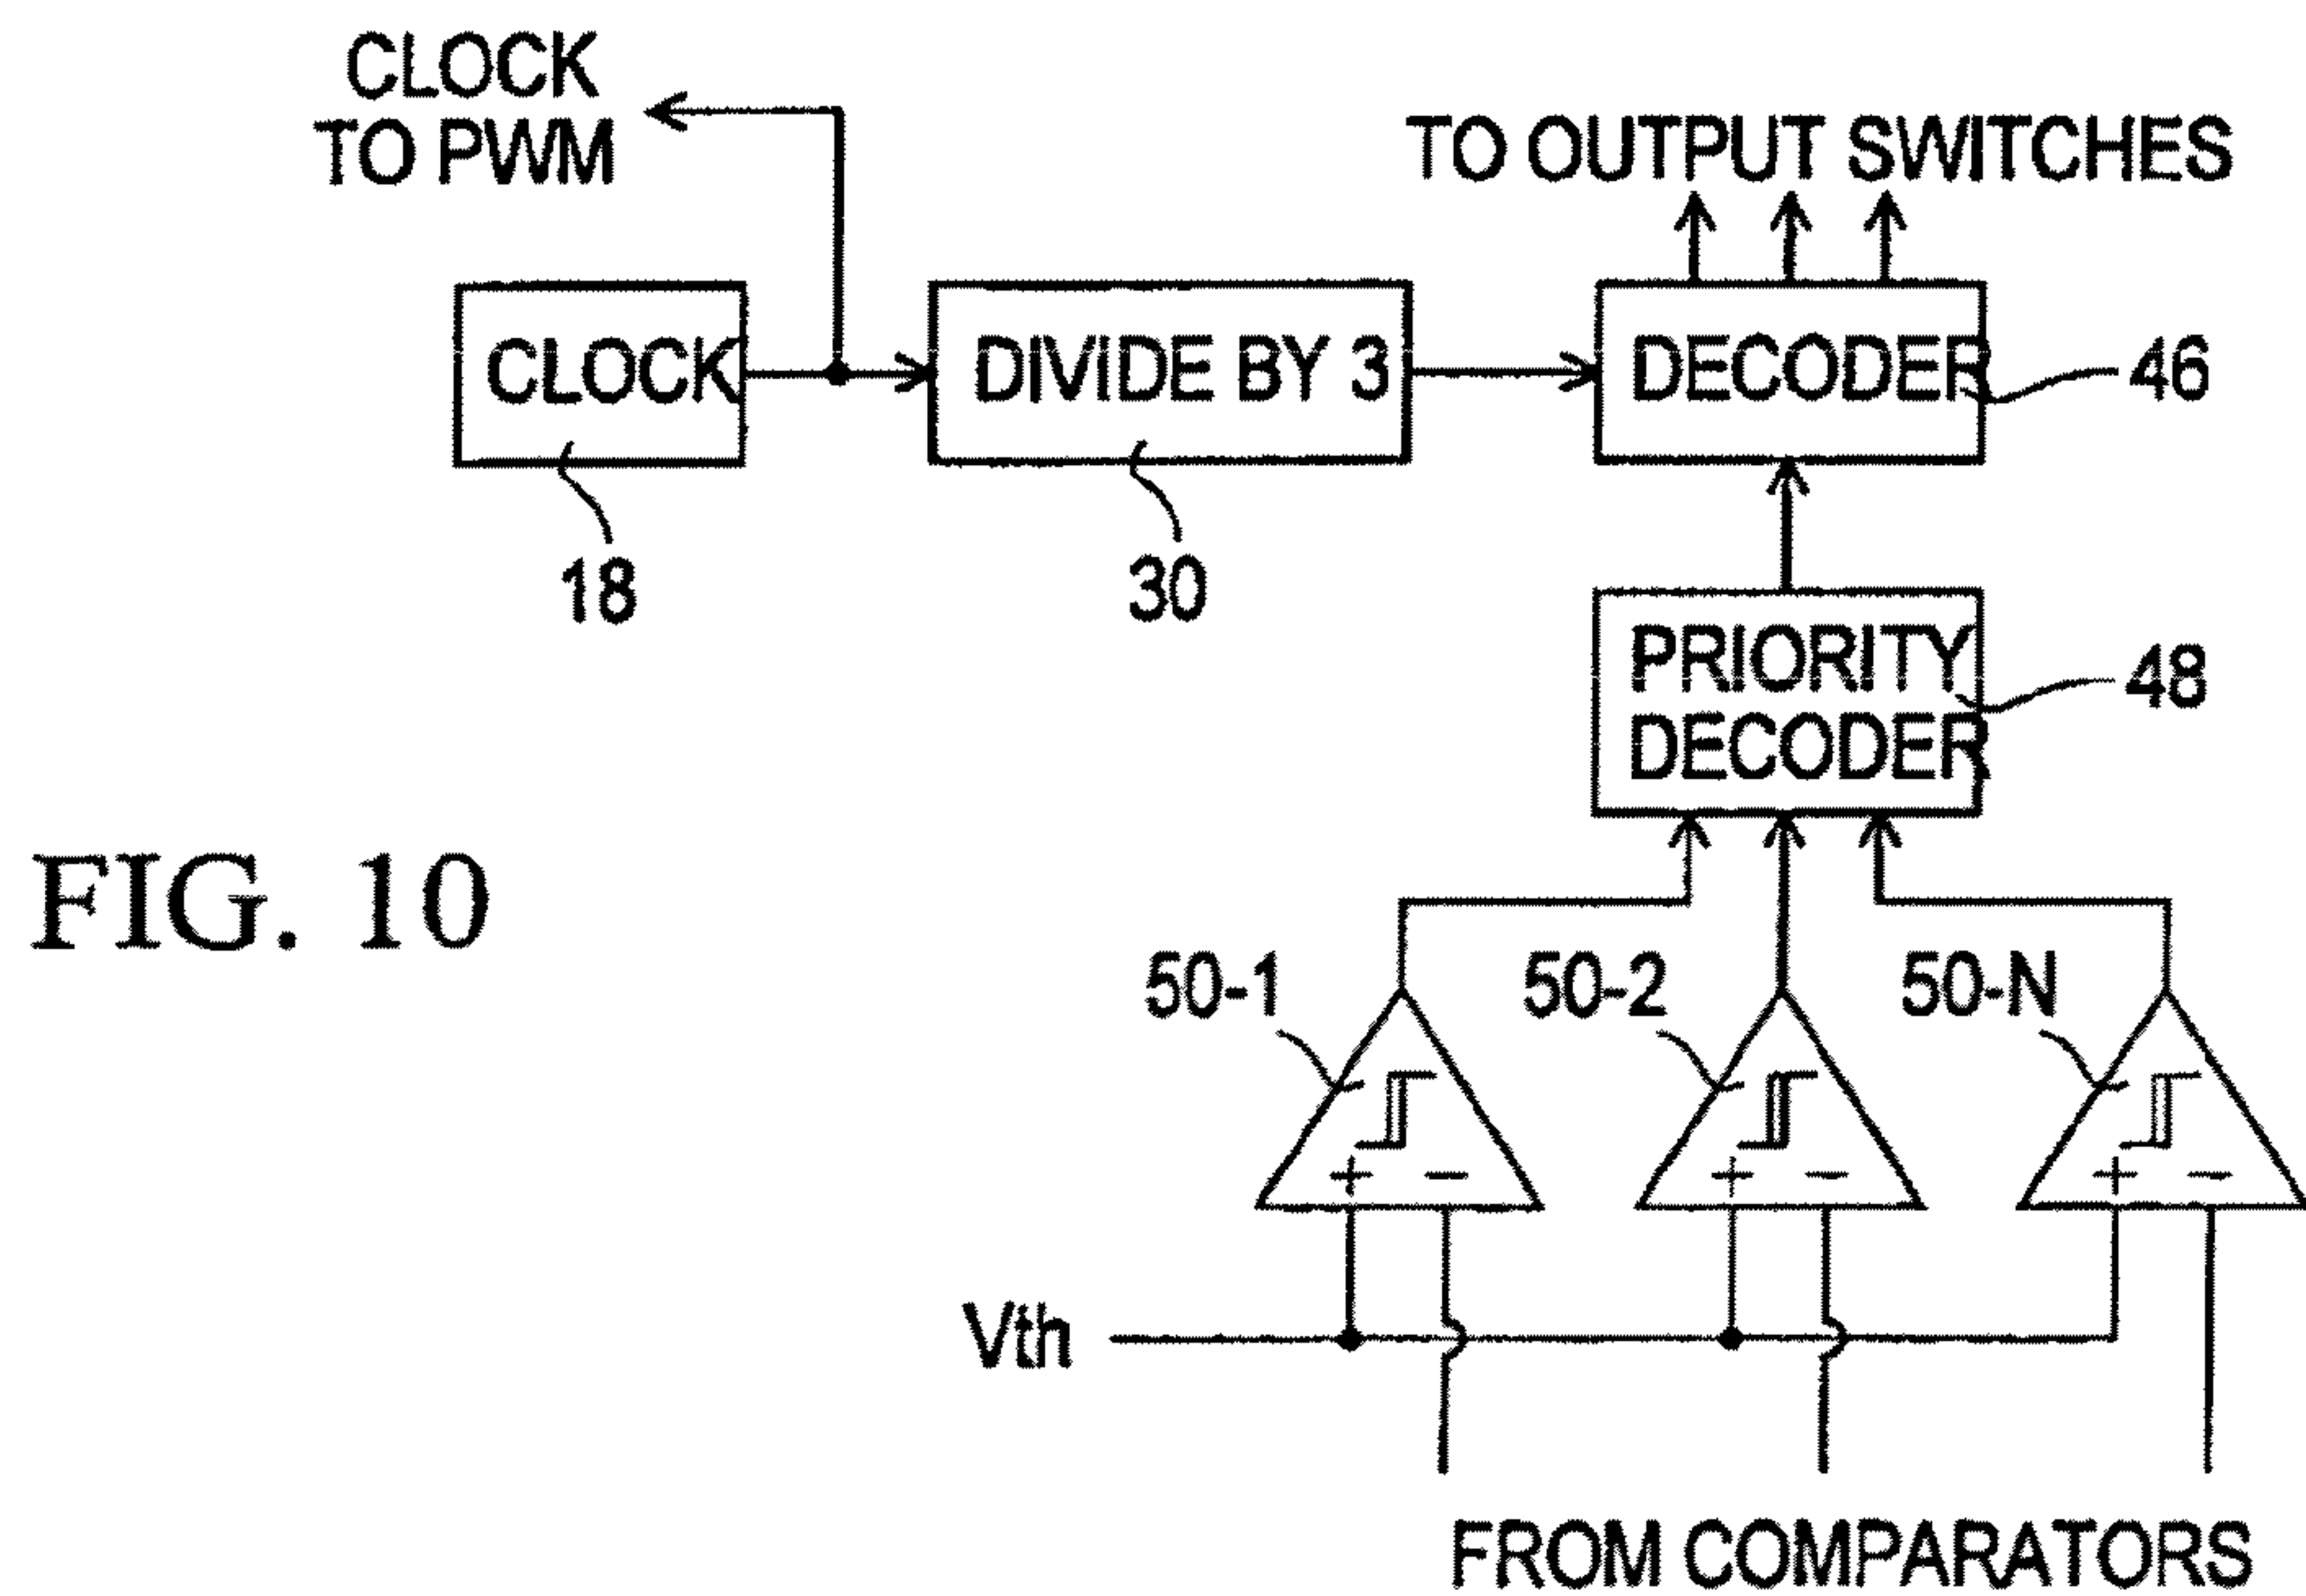 CLOCK
TO PWM
TO OUTPUT SWITCHES
CLOCK
DIVIDE BY 3
DECODER
46
18
30
PRIORITY
DECODER
48
FIG. 10
50-1
50-2
50-N
+ −
+ −
+ −
Vth
FROM COMPARATORS